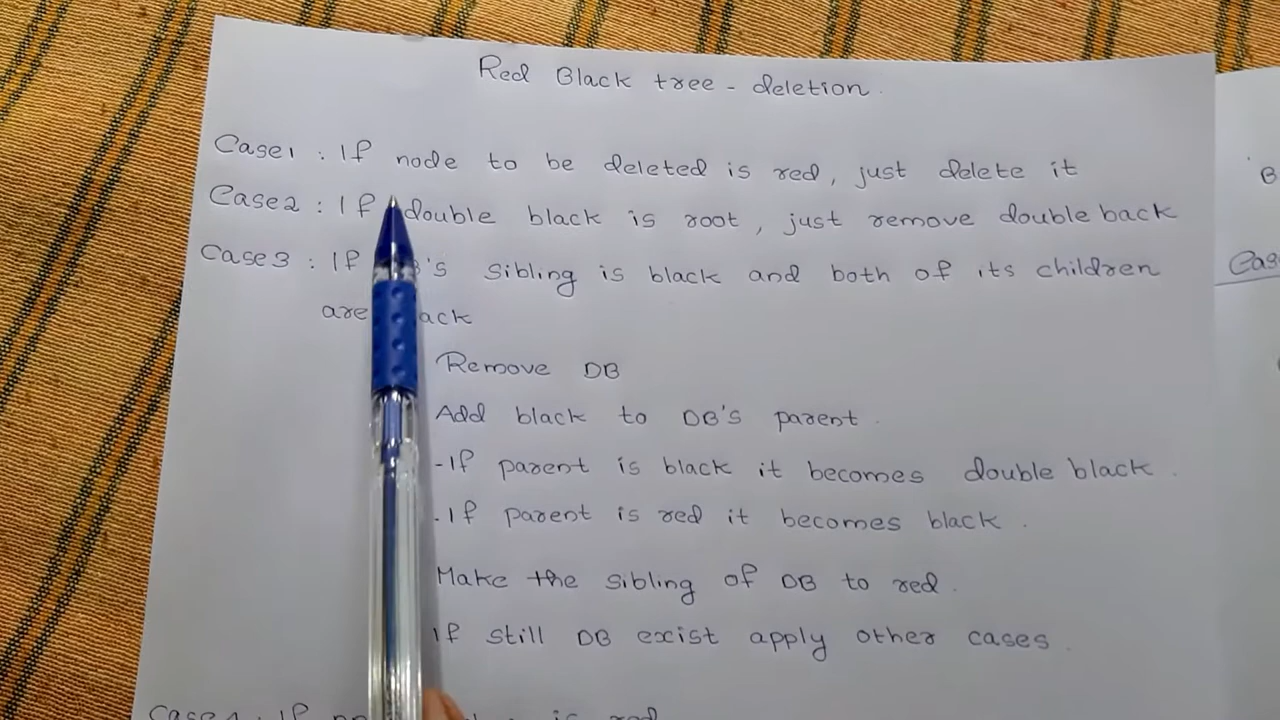 Red Black tree - deletion.
Case1 : If node to be deleted is red, just delete it
Case2 : If double black is root, just remove double back
Case3 : If 's sibling is black and both of its children
are
Remove DB
Add black to DB's parent.
-If parent is black it becomes double black.
-If parent is red it becomes black.
Make the sibling of DB to red.
If still DB exist apply other cases.
is red
B